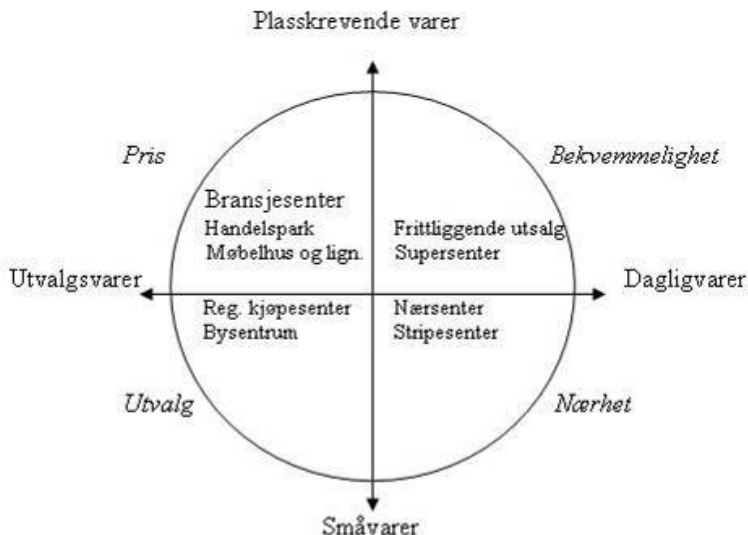 Plasskrevende varer
Pris
Bekvemmelighet
Bransjesenter
Handelspark
Møbelhus og lign.
Frittliggende utsalg
Supersenter
Utvalgsvarer
Dagligvarer
Reg. kjøpesenter
Bysentrum
Nærsenter
Stripesenter
Utvalg
Nærhet
Småvarer